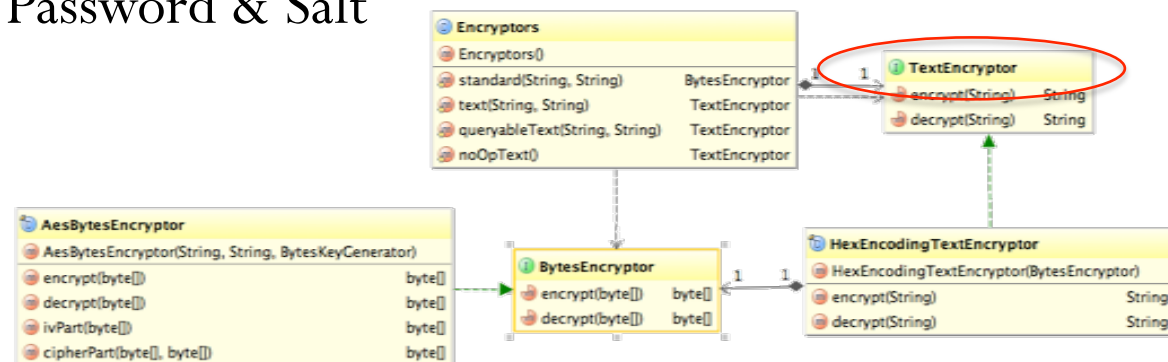 Password & Salt
Encryptors
Encryptors()
standard(String, String) BytesEncryptor
text(String, String) TextEncryptor
queryableText(String, String) TextEncryptor
noOpText() TextEncryptor
1 1
TextEncryptor
encrypt(String) String
decrypt(String) String
AesBytesEncryptor
AesBytesEncryptor(String, String, BytesKeyGenerator)
encrypt(byte[]) byte[]
decrypt(byte[]) byte[]
ivPart(byte[]) byte[]
cipherPart(byte[], byte[]) byte[]
BytesEncryptor
encrypt(byte[]) byte[]
decrypt(byte[]) byte[]
1 1
HexEncodingTextEncryptor
HexEncodingTextEncryptor(BytesEncryptor)
encrypt(String) String
decrypt(String) String